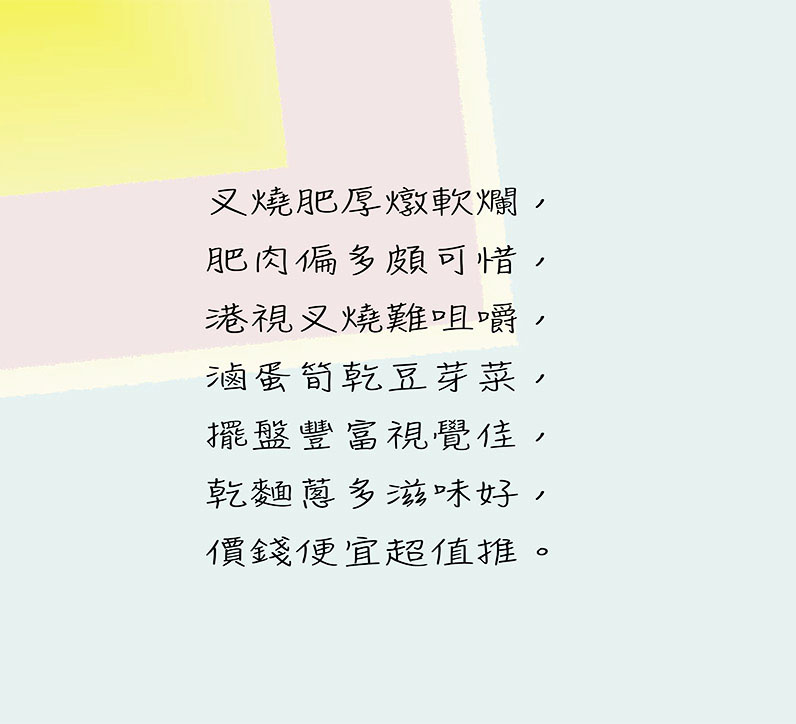 叉燒肥厚燉軟爛，
肥肉偏多頗可惜，
港視叉燒難咀嚼，
滷蛋筍乾豆芽菜，
擺盤豐富視覺佳，
乾麵蔥多滋味好，
價錢便宜超值推。